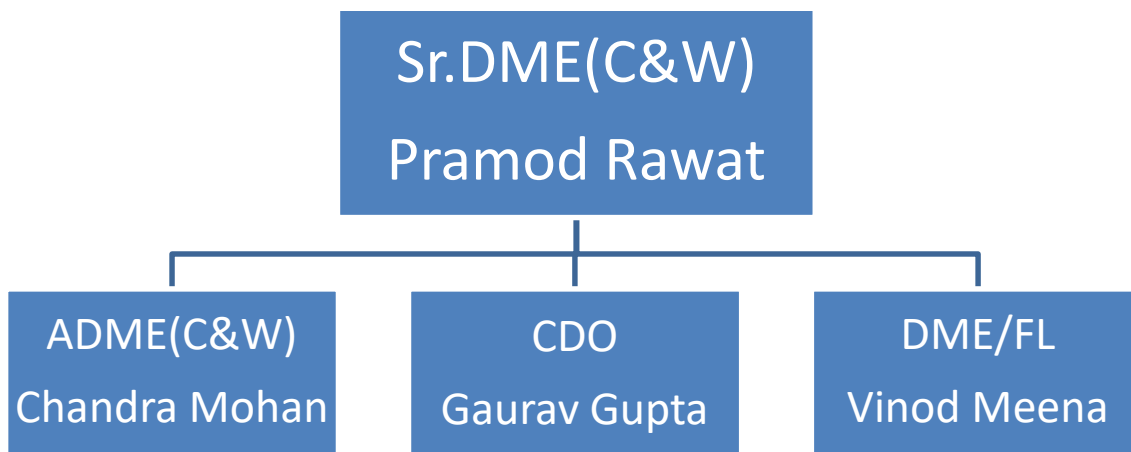 Sr.DME(C&W)
Pramod Rawat
ADME(C&W)
Chandra Mohan
CDO
Gaurav Gupta
DME/FL
Vinod Meena